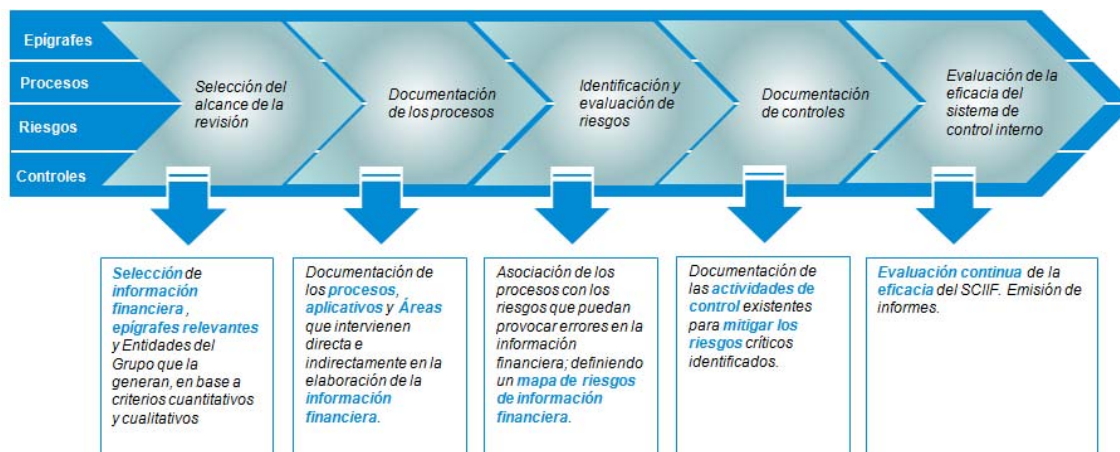 Epígrafes
Procesos
Riesgos
Controles
Selección del
alcance de la
revisión
Documentación
de los procesos
Identificación y
evaluación de
riesgos
Documentación
de controles
Evaluación de la
eficacia del
sistema de
control interno
Selección de
información
financiera ,
epígrafes relevantes
y Entidades del
Grupo que la
generan, en base a
criterios cuantitativos
y cualitativos
Documentación de
los procesos,
aplicativos y Áreas
que intervienen
directa e
indirectamente en la
elaboración de la
información
financiera.
Asociación de los
procesos con los
riesgos que puedan
provocar errores en la
información
financiera; definiendo
un mapa de riesgos
de información
financiera.
Documentación de
las actividades de
control existentes
para mitigar los
riesgos críticos
identificados.
Evaluación continua de la
eficacia del SCIIF. Emisión de
informes.